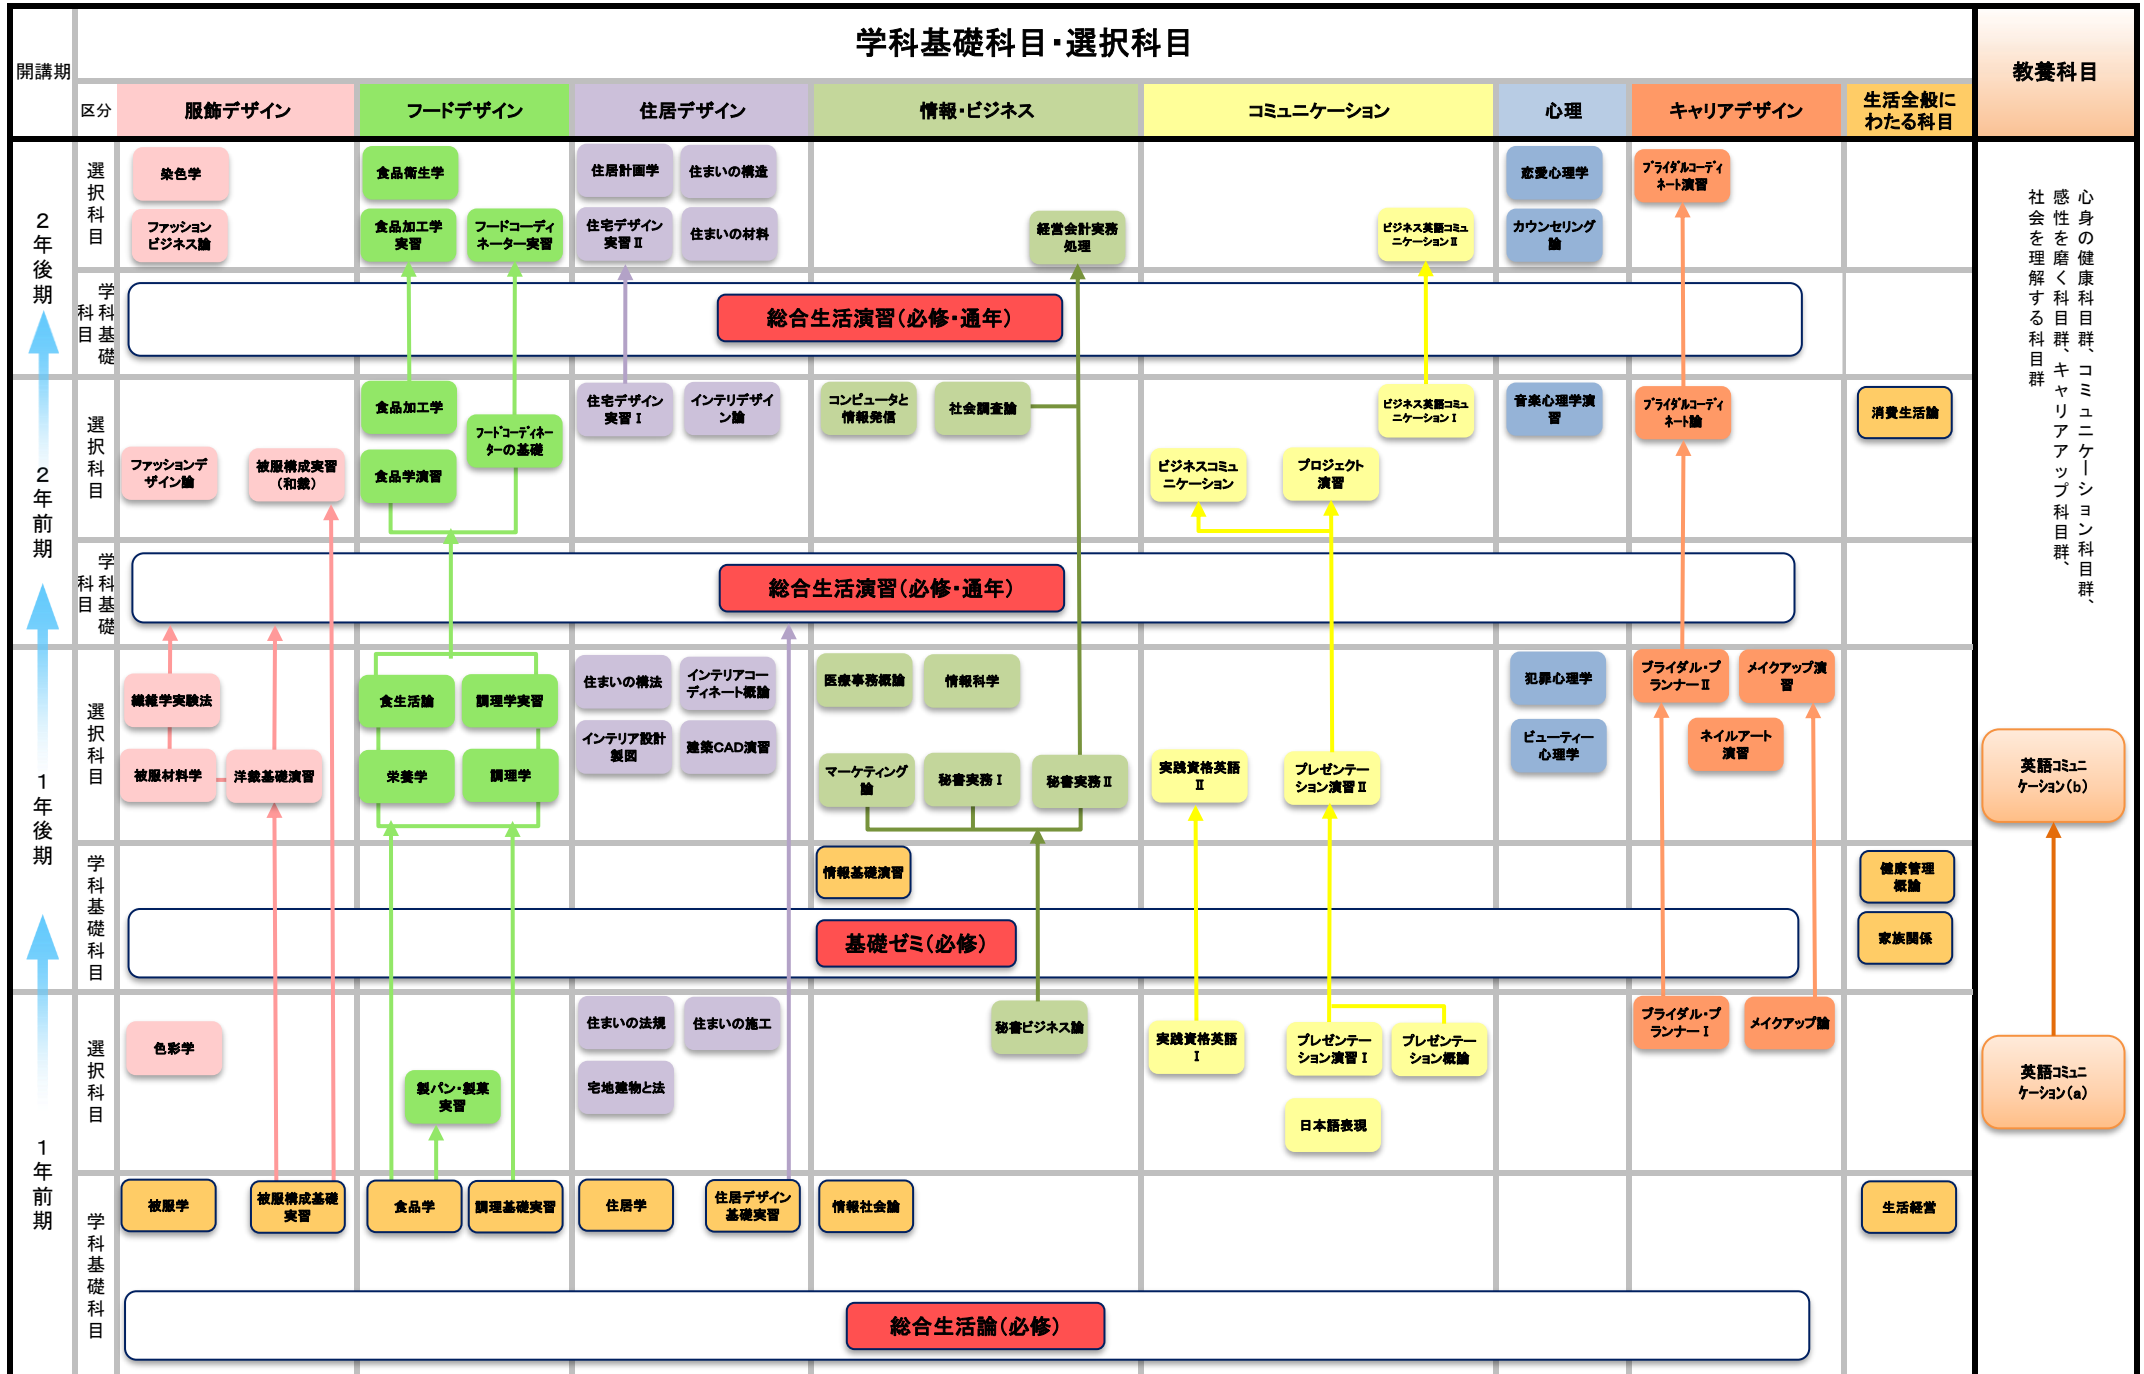 学科基礎科目・選択科目
開講期
教養科目
区分
服飾デザイン
フードデザイン
住居デザイン
情報・ビジネス
コミュニケーション
心理
キャリアデザイン
生活全般に
わたる科目
2年後期
選択科目
染色学
ファッション
ビジネス論
食品衛生学
食品加工学
実習
フードコーディ
ネーター実習
住居計画学
住まいの構造
住宅デザイン
実習Ⅱ
住まいの材料
経営会計実務
処理
ビジネス英語コミュ
ニケーションⅡ
恋愛心理学
カウンセリング
論
ブライダルコーディ
ネート演習
学科基礎
科目
総合生活演習(必修・通年)
2年前期
選択科目
ファッションデ
ザイン論
被服構成実習
(和裁)
食品加工学
食品学演習
フードコーディネー
ターの基礎
住宅デザイン
実習Ⅰ
インテリデザイ
ン論
コンピュータと
情報発信
社会調査論
ビジネス英語コミュ
ニケーションⅠ
ビジネスコミュ
ニケーション
プロジェクト
演習
音楽心理学演
習
ブライダルコーディ
ネート論
消費生活論
学科基礎
科目
総合生活演習(必修・通年)
1年後期
選択科目
繊維学実験法
被服材料学
洋裁基礎演習
食生活論
調理学実習
栄養学
調理学
住まいの構法
インテリアコー
ディネート概論
インテリア設計
製図
建築CAD演習
医療事務概論
情報科学
マーケティング
論
秘書実務Ⅰ
秘書実務Ⅱ
実践資格英語
Ⅱ
プレゼンテー
ション演習Ⅱ
犯罪心理学
ビューティー
心理学
ブライダル・プ
ランナーⅡ
メイクアップ演
習
ネイルアート
演習
学科基礎科目
情報基礎演習
基礎ゼミ(必修)
健康管理
概論
家族関係
1年前期
選択科目
色彩学
製パン・製菓
実習
住まいの法規
住まいの施工
宅地建物と法
秘書ビジネス論
実践資格英語
Ⅰ
プレゼンテー
ション演習Ⅰ
プレゼンテー
ション概論
日本語表現
ブライダル・プ
ランナーⅠ
メイクアップ論
学科基礎科目
被服学
被服構成基礎
実習
食品学
調理基礎実習
住居学
住居デザイン
基礎実習
情報社会論
生活経営
総合生活論(必修)
心身の健康科目群、コミュニケーション科目群、
感性を磨く科目群、キャリアアップ科目群、
社会を理解する科目群
英語コミュニ
ケーション(b)
英語コミュニ
ケーション(a)